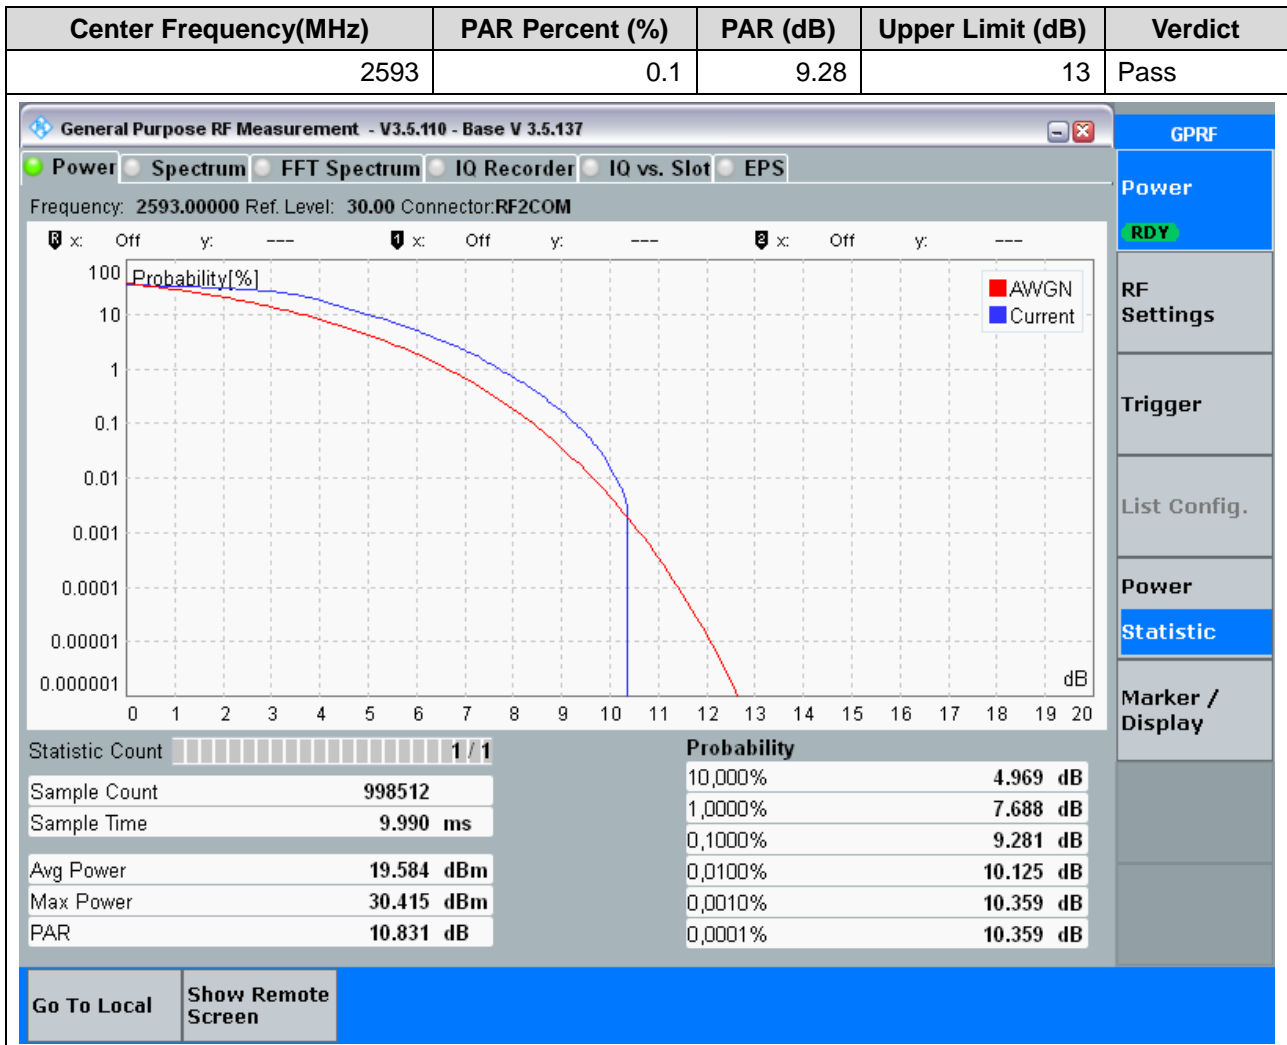 Center Frequency(MHz) PAR Percent (%) PAR (dB) Upper Limit (dB) Verdict
2593 0.1 9.28 13 Pass
General Purpose RF Measurement - V3.5.110 - Base V 3.5.137
GPRF
Power Spectrum FFT Spectrum IQ Recorder IQ vs. Slot EPS
Frequency: 2593.00000 Ref. Level: 30.00 Connector:RF2COM
R x: Off y: --- 1 x: Off y: --- 2 x: Off y: ---
Probability[%]
100
10
1
0.1
0.01
0.001
0.0001
0.00001
0.000001
AWGN
Current
dB
0 1 2 3 4 5 6 7 8 9 10 11 12 13 14 15 16 17 18 19 20
Statistic Count 1 / 1
Sample Count 998512
Sample Time 9.990 ms
Avg Power 19.584 dBm
Max Power 30.415 dBm
PAR 10.831 dB
Probability
10,000% 4.969 dB
1,0000% 7.688 dB
0,1000% 9.281 dB
0,0100% 10.125 dB
0,0010% 10.359 dB
0,0001% 10.359 dB
Power
RDY
RF
Settings
Trigger
List Config.
Power
Statistic
Marker /
Display
Go To Local
Show Remote
Screen